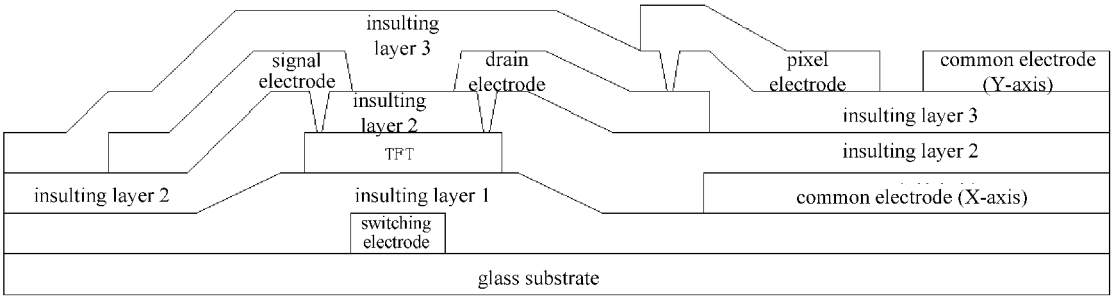 insulting
layer 3
signal
electrode
drain
electrode
pixel
electrode
common electrode
(Y-axis)
insulting
layer 2
insulting layer 3
TFT
insulting layer 2
insulting layer 2
insulting layer 1
common electrode (X-axis)
switching
electrode
glass substrate